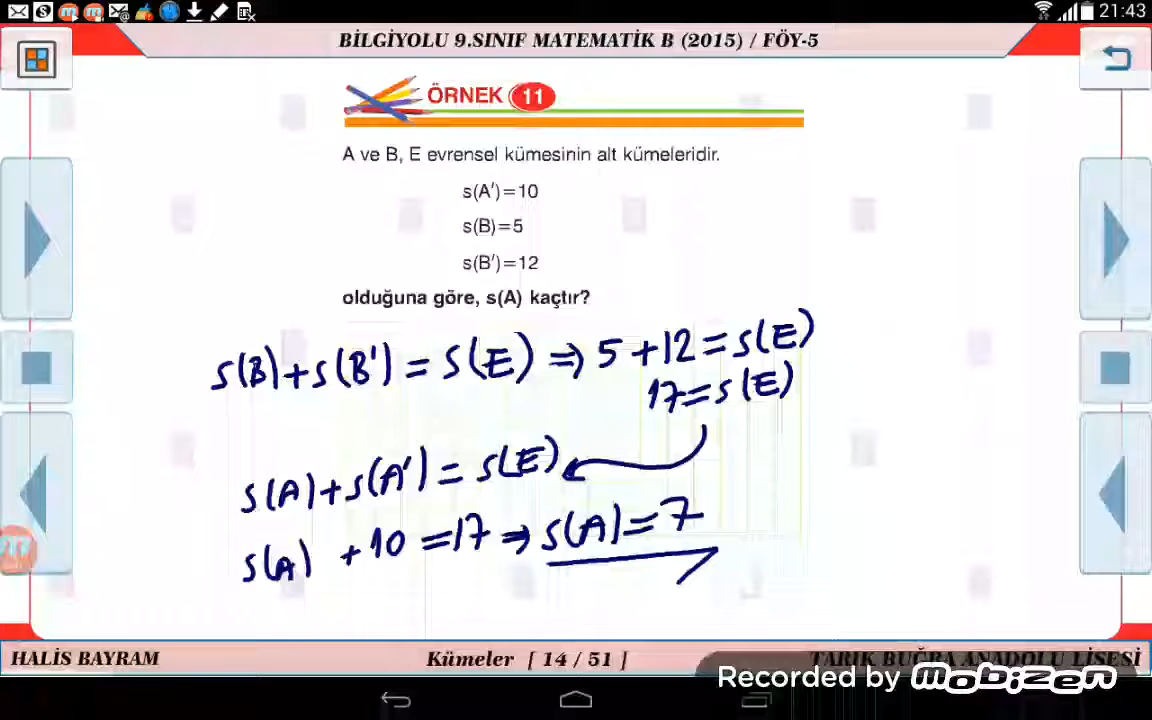 21:43
BİLGİYOLU 9.SINIF MATEMATİK B (2015) / FÖY-5
ÖRNEK 11
A ve B, E evrensel kümesinin alt kümeleridir.
s(A')=10
s(B)=5
s(B')=12
olduğuna göre, s(A) kaçtır?
s(B)+s(B') = s(E) ⇒ 5+12=s(E)
17=s(E)
s(A)+s(A') = s(E)
s(A) +10 =17 ⇒ s(A)=7
HALİS BAYRAM
Kümeler [ 14 / 51 ]
TARIK BUĞRA ANADOLU LİSESİ
Recorded by mobizen